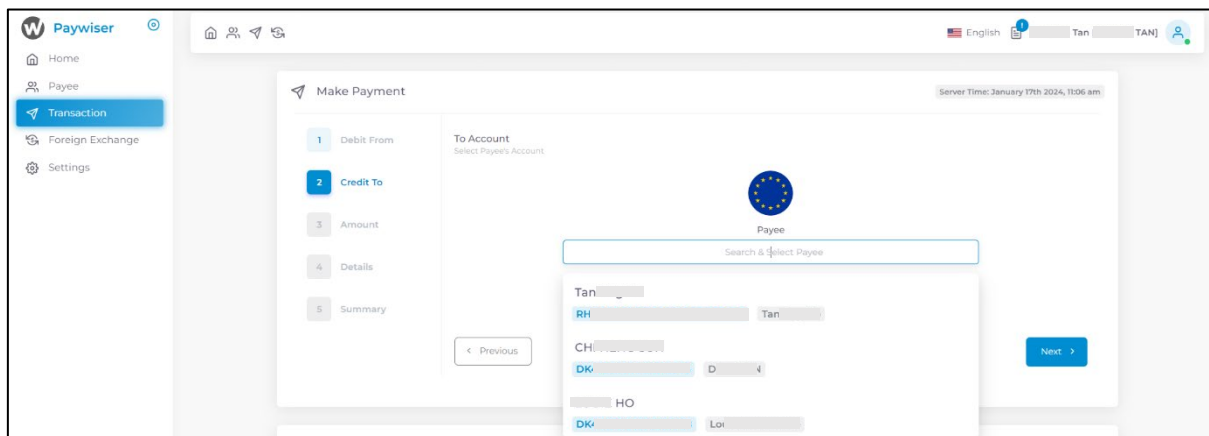 Paywiser
Home
Payee
Transaction
Foreign Exchange
Settings
English 1 Tan TAN]
Make Payment
Server Time: January 17th 2024, 11:06 am
1 Debit From
2 Credit To
3 Amount
4 Details
5 Summary
To Account
Select Payee's Account
Payee
Search & Select Payee
Tan
RH
Tan
DK
D
HO
DK
Previous
Next